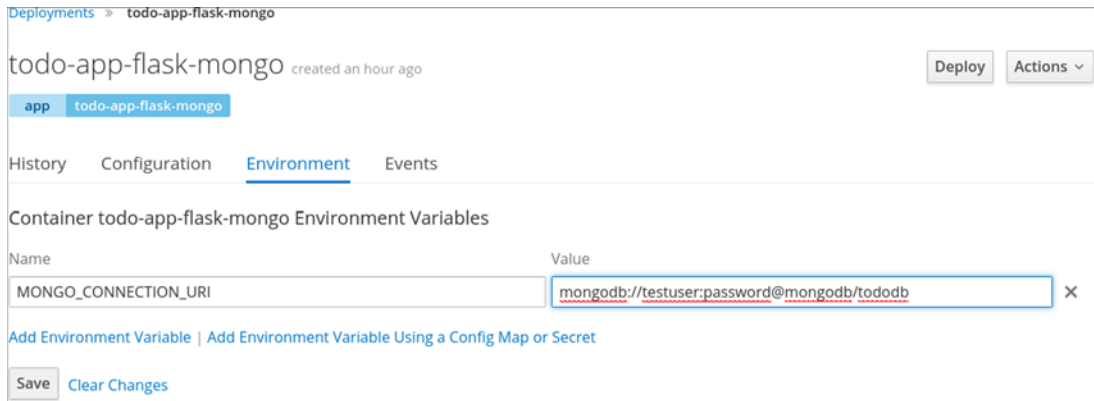 Deployments » todo-app-flask-mongo
todo-app-flask-mongo created an hour ago
Deploy Actions
app todo-app-flask-mongo
History Configuration Environment Events
Container todo-app-flask-mongo Environment Variables
Name Value
MONGO_CONNECTION_URI mongodb://testuser:password@mongodb/tododb ×
Add Environment Variable | Add Environment Variable Using a Config Map or Secret
Save Clear Changes